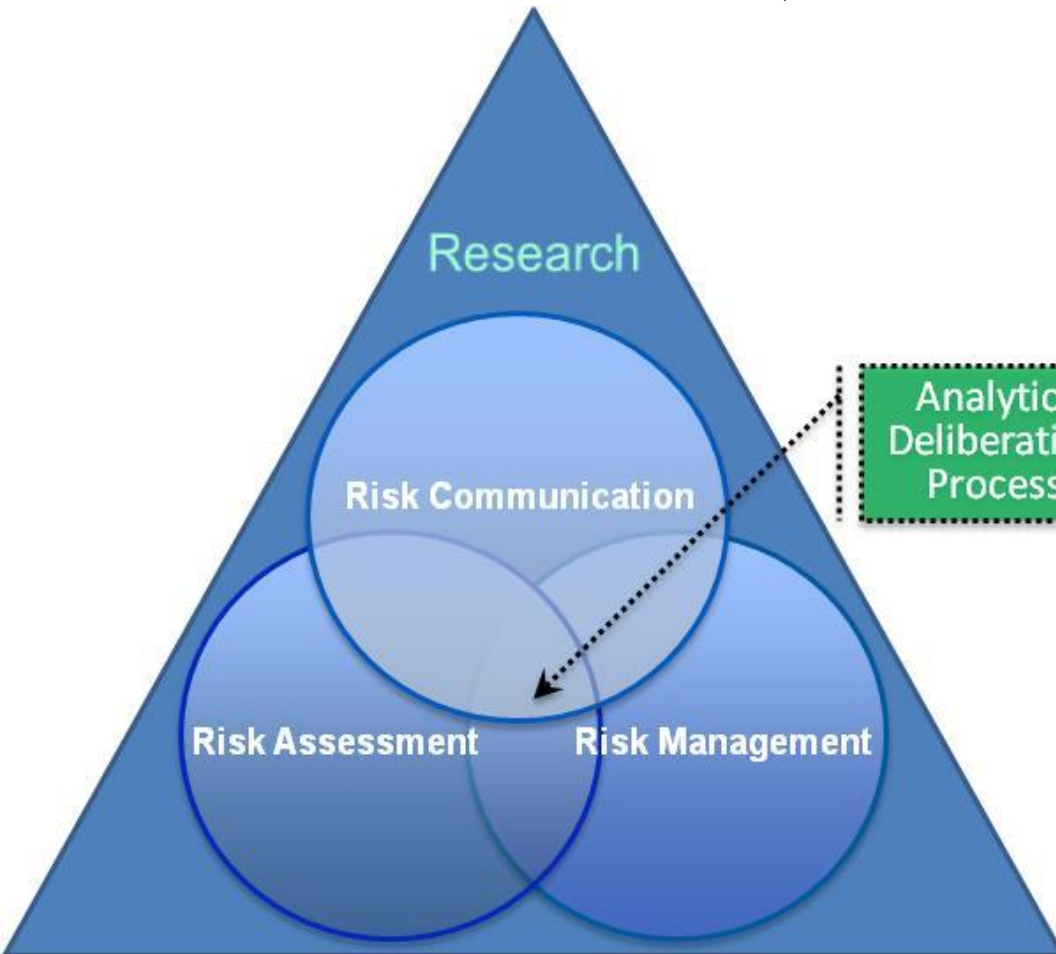 Research
Risk Communication
Analytic
Deliberati
Process
Risk Assessment
Risk Management